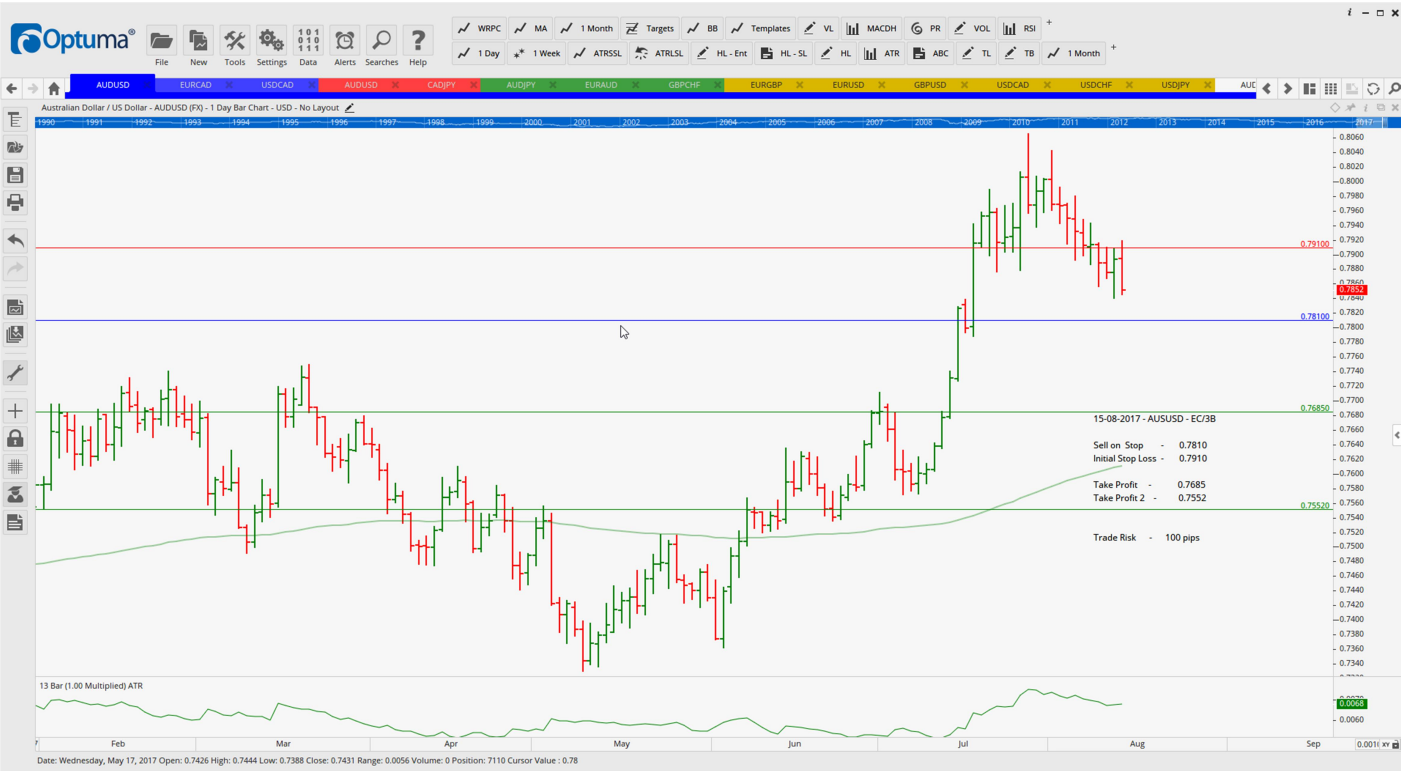 i
Optuma®
File New Tools Settings Data Alerts Searches Help
WRPC MA 1 Month Targets BB Templates VL MACDH PR VOL RSI +
1 Day 1 Week ATRSSL ATRLSL HL - Ent HL - SL HL ATR ABC TL TB 1 Month +
AUDUSD EURCAD USDCAD AUDUSD CADJPY AUDJPY EURAUD GBPCHF EURGBP EURUSD GBPUSD USDCAD USDCHF USDJPY AUD
Australian Dollar / US Dollar - AUDUSD (FX) - 1 Day Bar Chart - USD - No Layout
1990 1991 1992 1993 1994 1995 1996 1997 1998 1999 2000 2001 2002 2003 2004 2005 2006 2007 2008 2009 2010 2011 2012 2013 2014 2015 2016 2017
0.8060
0.8040
0.8020
0.8000
0.7980
0.7960
0.7940
0.7920
0.79100
0.7900
0.7880
0.7860
0.7852
0.7840
0.7820
0.78100
0.7800
0.7780
0.7760
0.7740
0.7720
0.7700
0.76850
0.7680
15-08-2017 - AUSUSD - EC/3B
0.7660
Sell on Stop - 0.7810
0.7640
Initial Stop Loss - 0.7910
0.7620
0.7600
Take Profit - 0.7685
0.7580
Take Profit 2 - 0.7552
0.7560
0.75520
0.7540
0.7520
Trade Risk - 100 pips
0.7500
0.7480
0.7460
0.7440
0.7420
0.7400
0.7380
0.7360
0.7340
13 Bar (1.00 Multiplied) ATR
0.0068
0.0060
Feb Mar Apr May Jun Jul Aug Sep 0.0010 XY
Date: Wednesday, May 17, 2017 Open: 0.7426 High: 0.7444 Low: 0.7388 Close: 0.7431 Range: 0.0056 Volume: 0 Position: 7110 Cursor Value : 0.78